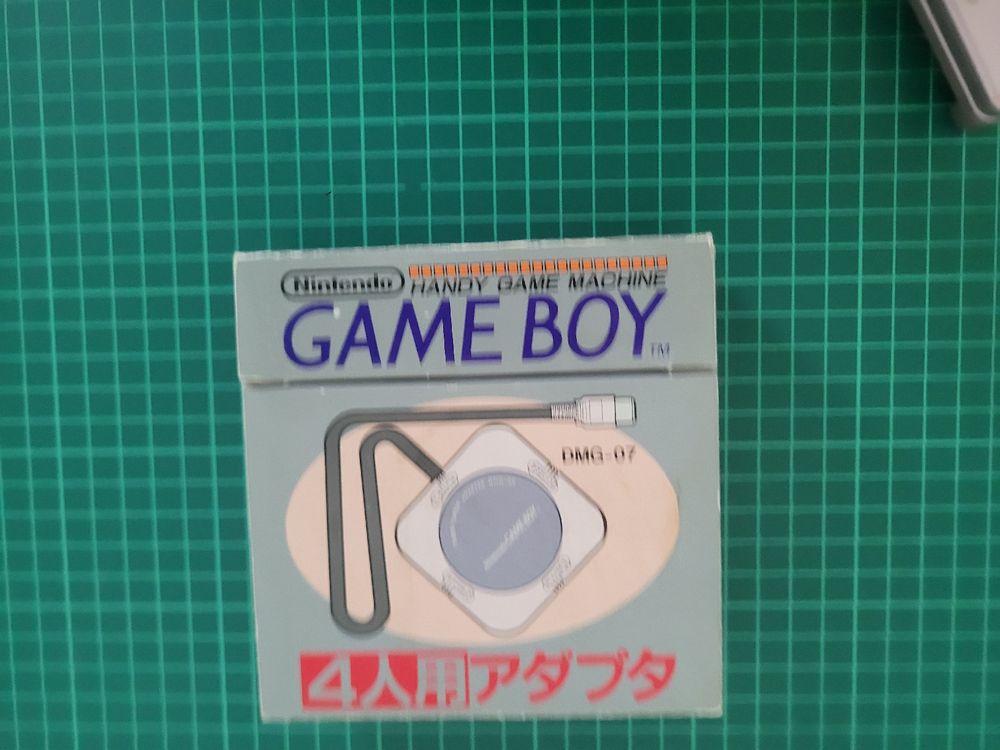 Nintendo
HANDY GAME MACHINE
GAME BOY
TM
DMG-07
4人用アダプタ